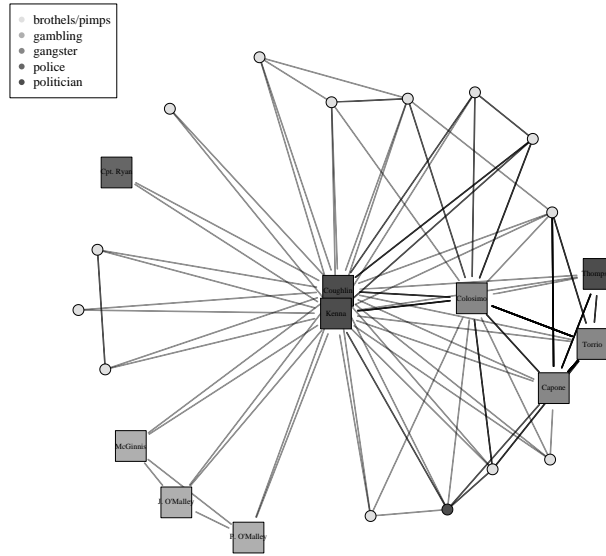 brothels/pimps
gambling
gangster
police
politician
Cpt. Ryan
Coughlin
Kenna
Colosimo
Torrio
Capone
McGinnis
J. O'Malley
P. O'Malley